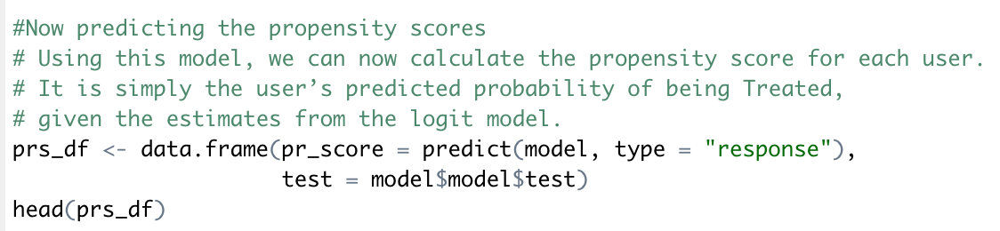 #Now predicting the propensity scores
# Using this model, we can now calculate the propensity score for each user.
# It is simply the user’s predicted probability of being Treated,
# given the estimates from the logit model.
prs_df <- data.frame(pr_score = predict(model, type = "response"),
                     test = model$model$test)
head(prs_df)